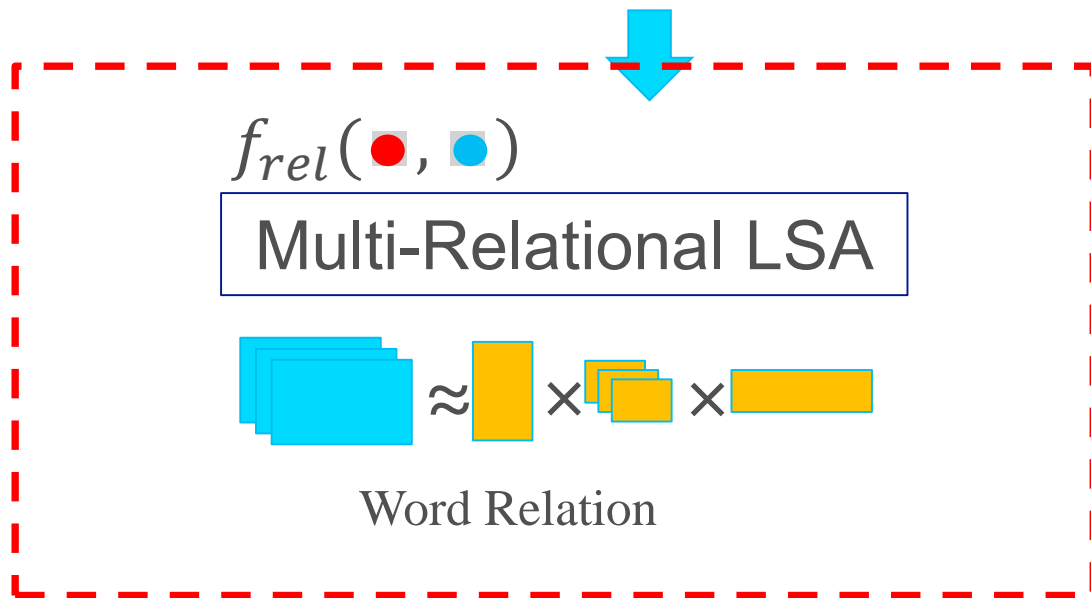 f_rel(●, ●)
Multi-Relational LSA
≈ × ×
Word Relation